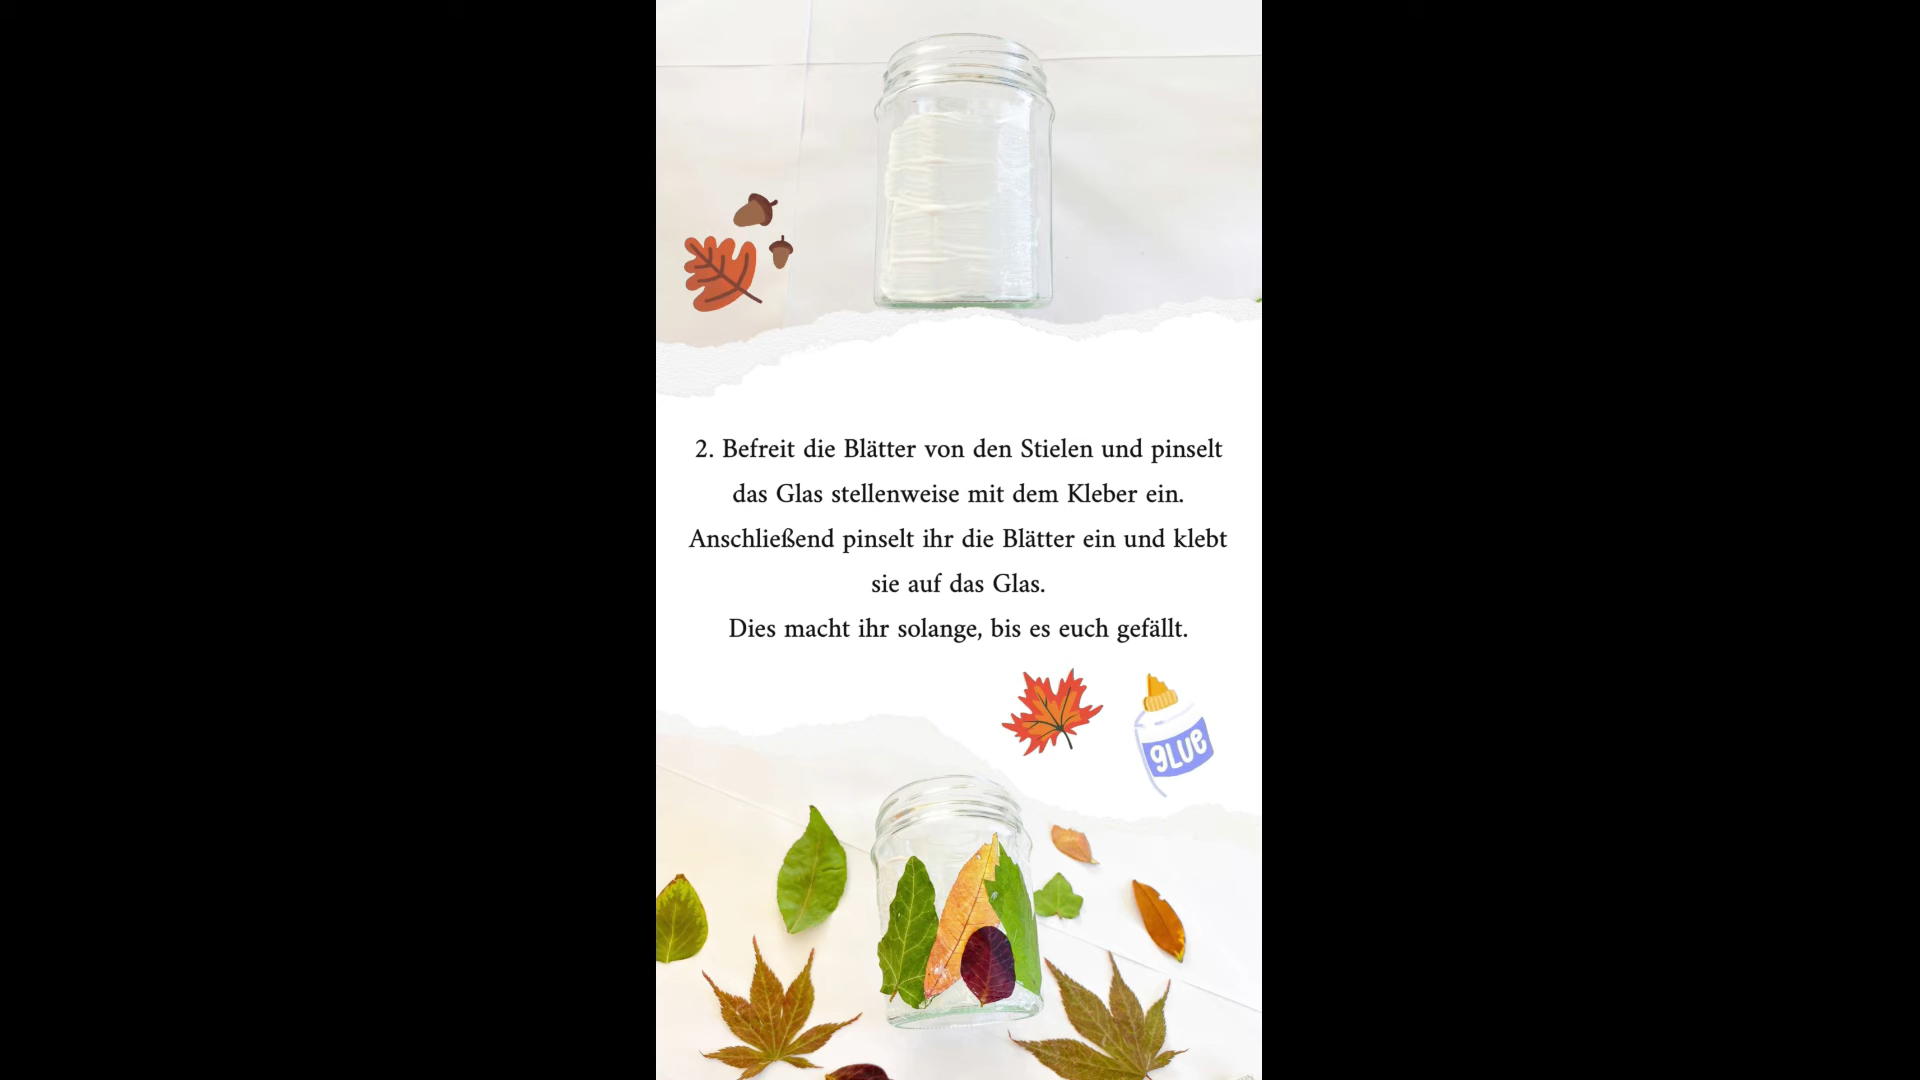 2. Befreit die Blätter von den Stielen und pinselt
das Glas stellenweise mit dem Kleber ein.
Anschließend pinselt ihr die Blätter ein und klebt
sie auf das Glas.
Dies macht ihr solange, bis es euch gefällt.
GLUE